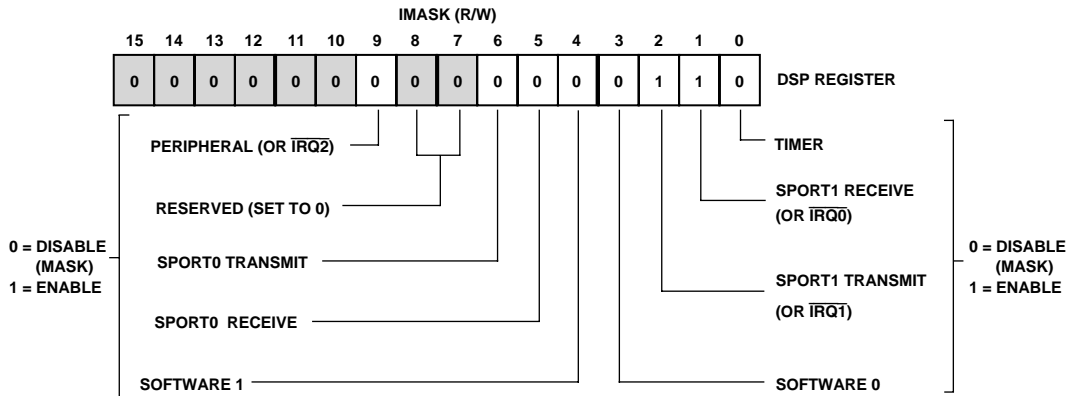 IMASK (R/W)
15 14 13 12 11 10 9 8 7 6 5 4 3 2 1 0
0 0 0 0 0 0 0 0 0 0 0 0 0 1 1 0 DSP REGISTER
PERIPHERAL (OR IRQ2)
RESERVED (SET TO 0)
SPORT0 TRANSMIT
SPORT0 RECEIVE
SOFTWARE 1
0 = DISABLE
(MASK)
1 = ENABLE
TIMER
SPORT1 RECEIVE
(OR IRQ0)
SPORT1 TRANSMIT
(OR IRQ1)
SOFTWARE 0
0 = DISABLE
(MASK)
1 = ENABLE